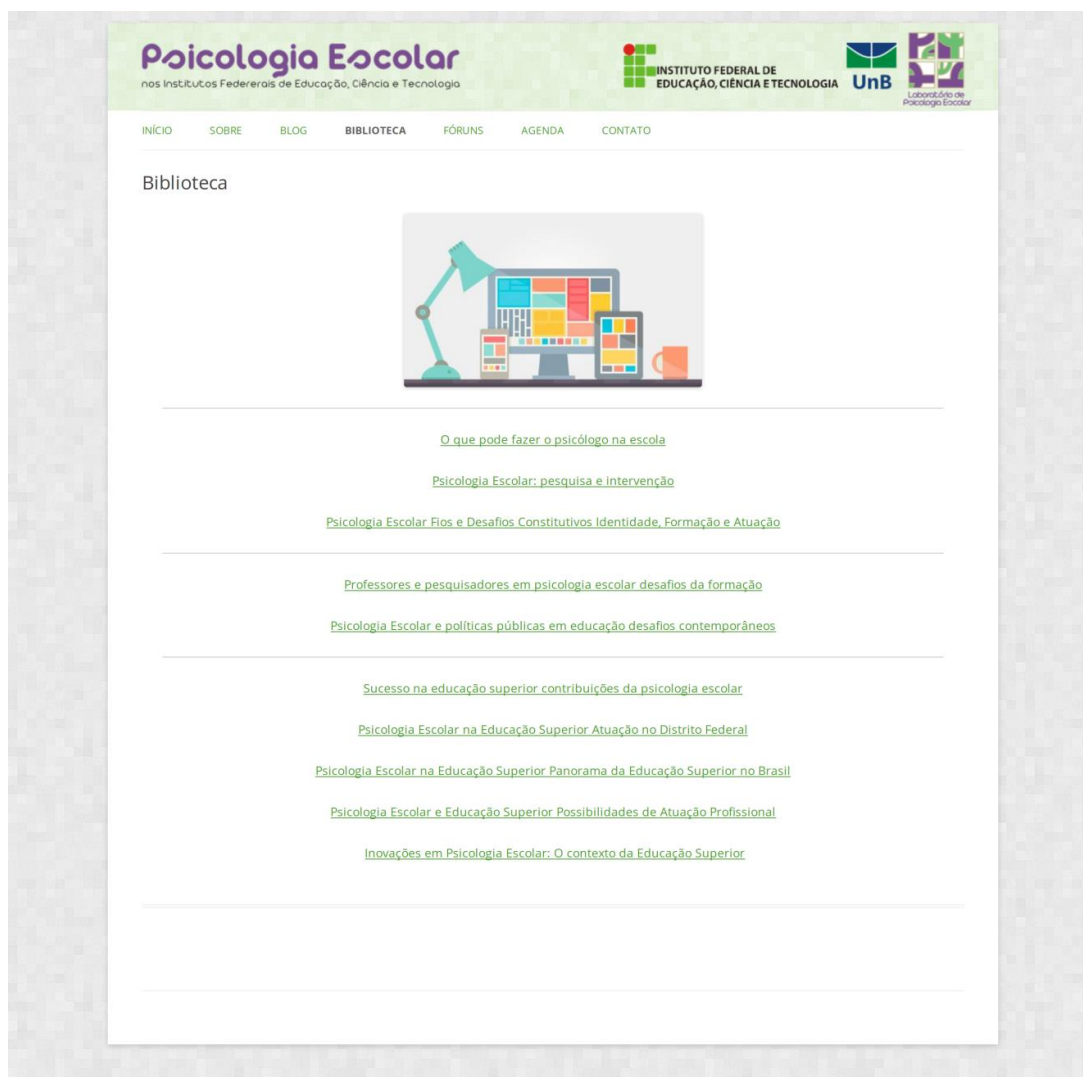 Psicologia Escolar
nos Institutos Federerais de Educação, Ciência e Tecnologia
INSTITUTO FEDERAL DE
EDUCAÇÃO, CIÊNCIA E TECNOLOGIA
UnB
Laboratório de
Psicologia Escolar
INÍCIO SOBRE BLOG BIBLIOTECA FÓRUNS AGENDA CONTATO
Biblioteca
O que pode fazer o psicólogo na escola
Psicologia Escolar: pesquisa e intervenção
Psicologia Escolar Fios e Desafios Constitutivos Identidade, Formação e Atuação
Professores e pesquisadores em psicologia escolar desafios da formação
Psicologia Escolar e políticas públicas em educação desafios contemporâneos
Sucesso na educação superior contribuições da psicologia escolar
Psicologia Escolar na Educação Superior Atuação no Distrito Federal
Psicologia Escolar na Educação Superior Panorama da Educação Superior no Brasil
Psicologia Escolar e Educação Superior Possibilidades de Atuação Profissional
Inovações em Psicologia Escolar: O contexto da Educação Superior